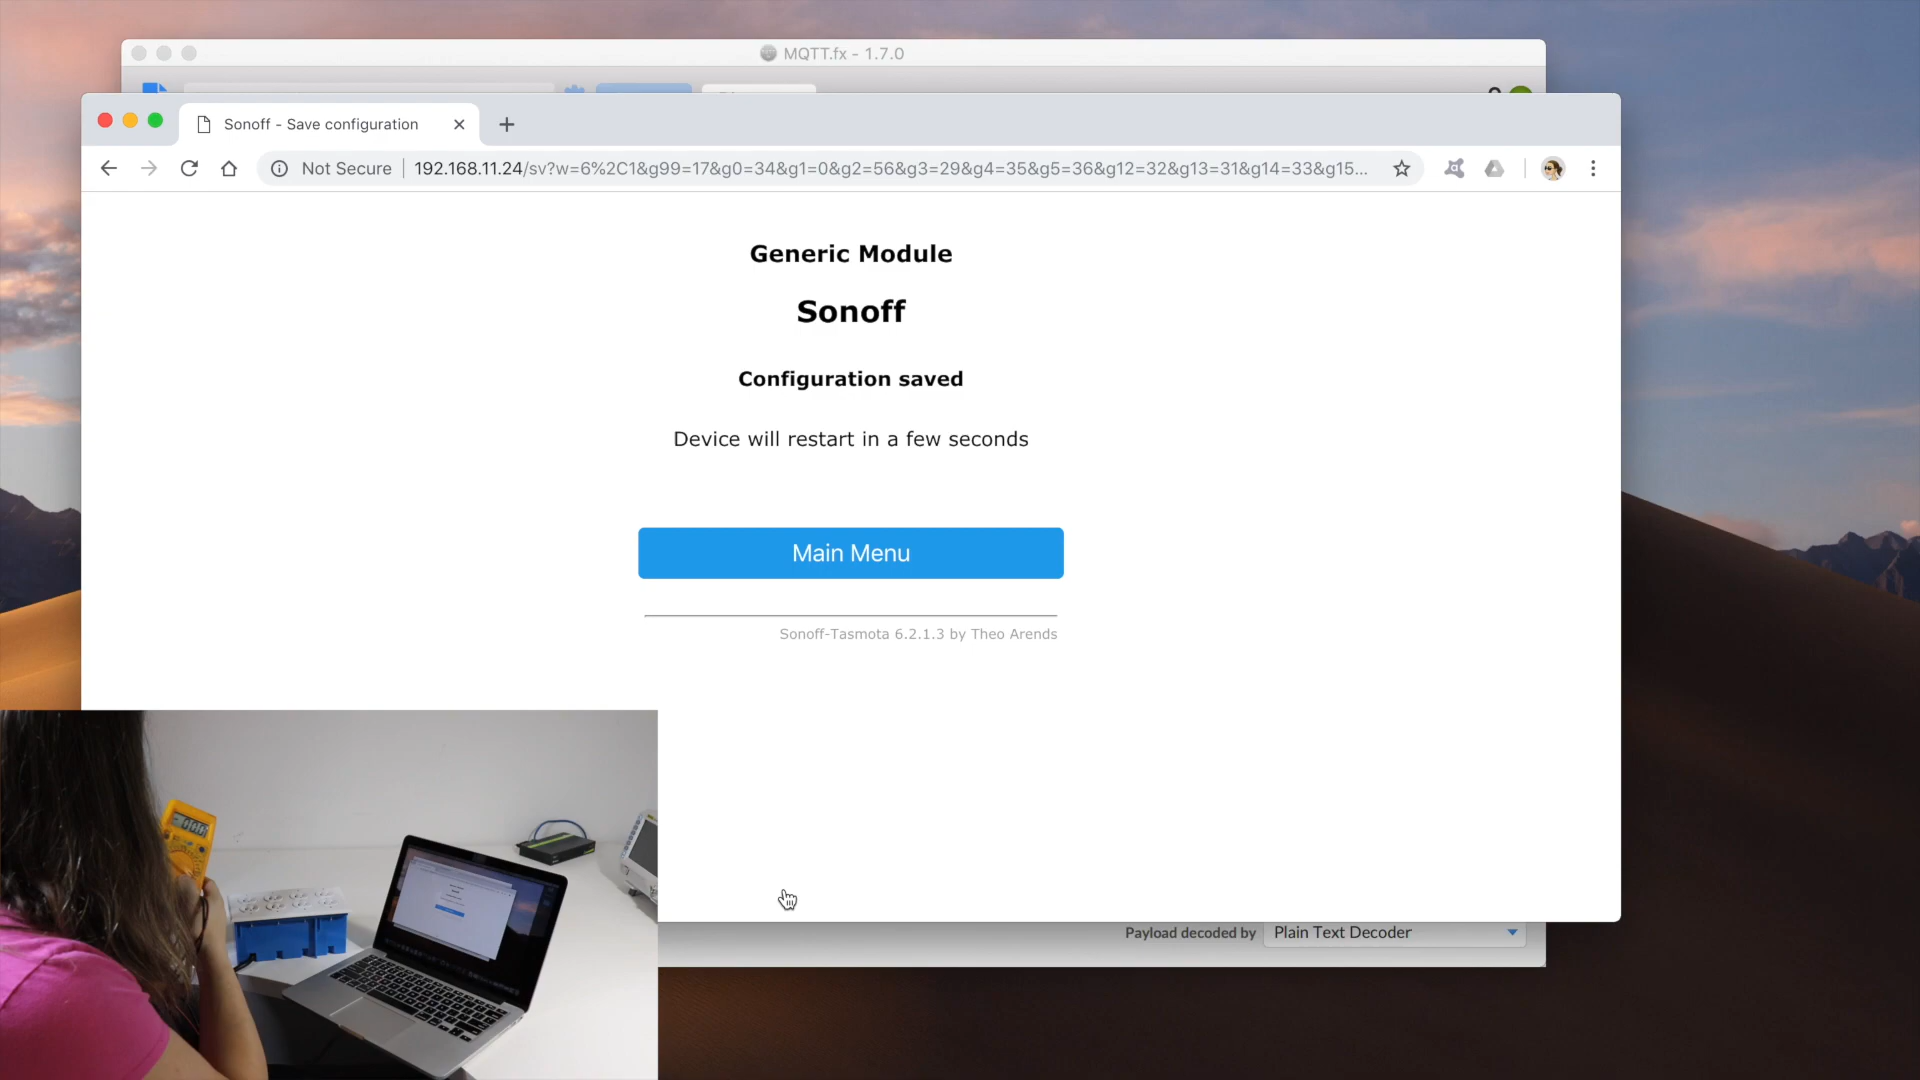 MQTT.fx - 1.7.0
Sonoff - Save configuration
Not Secure
192.168.11.24/sv?w=6%2C1&g99=17&g0=34&g1=0&g2=56&g3=29&g4=35&g5=36&g12=32&g13=31&g14=33&g15...
Generic Module
Sonoff
Configuration saved
Device will restart in a few seconds
Main Menu
Sonoff-Tasmota 6.2.1.3 by Theo Arends
Payload decoded by
Plain Text Decoder